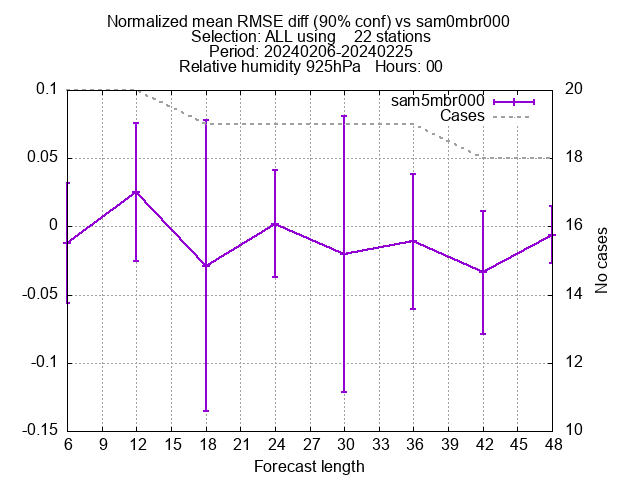 Normalized mean RMSE diff (90% conf) vs sam0mbr000
Selection: ALL using 22 stations
Period: 20240206-20240225
Relative humidity 925hPa Hours: 00
sam5mbr000
Cases
0.1
0.05
0
-0.05
-0.1
-0.15
20
18
16
14
12
10
No cases
6 9 12 15 18 21 24 27 30 33 36 39 42 45 48
Forecast length